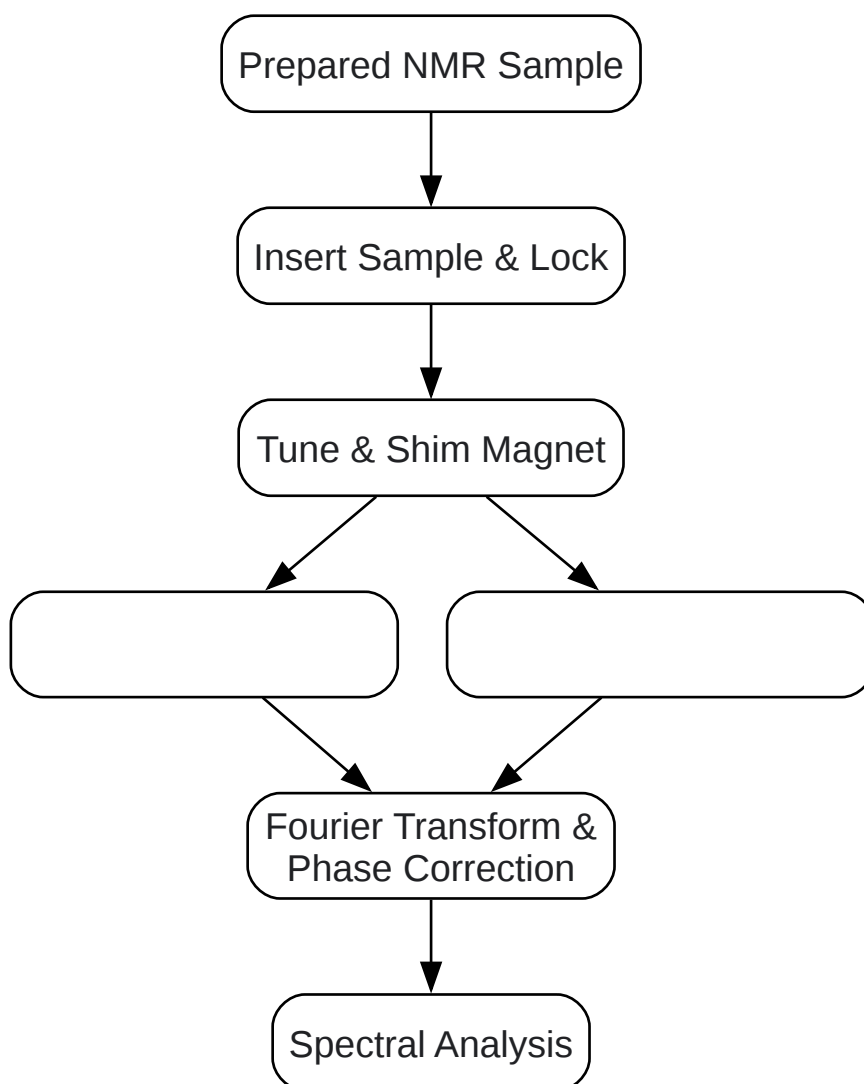 Prepared NMR Sample
Insert Sample & Lock
Tune & Shim Magnet
Fourier Transform &
Phase Correction
Spectral Analysis